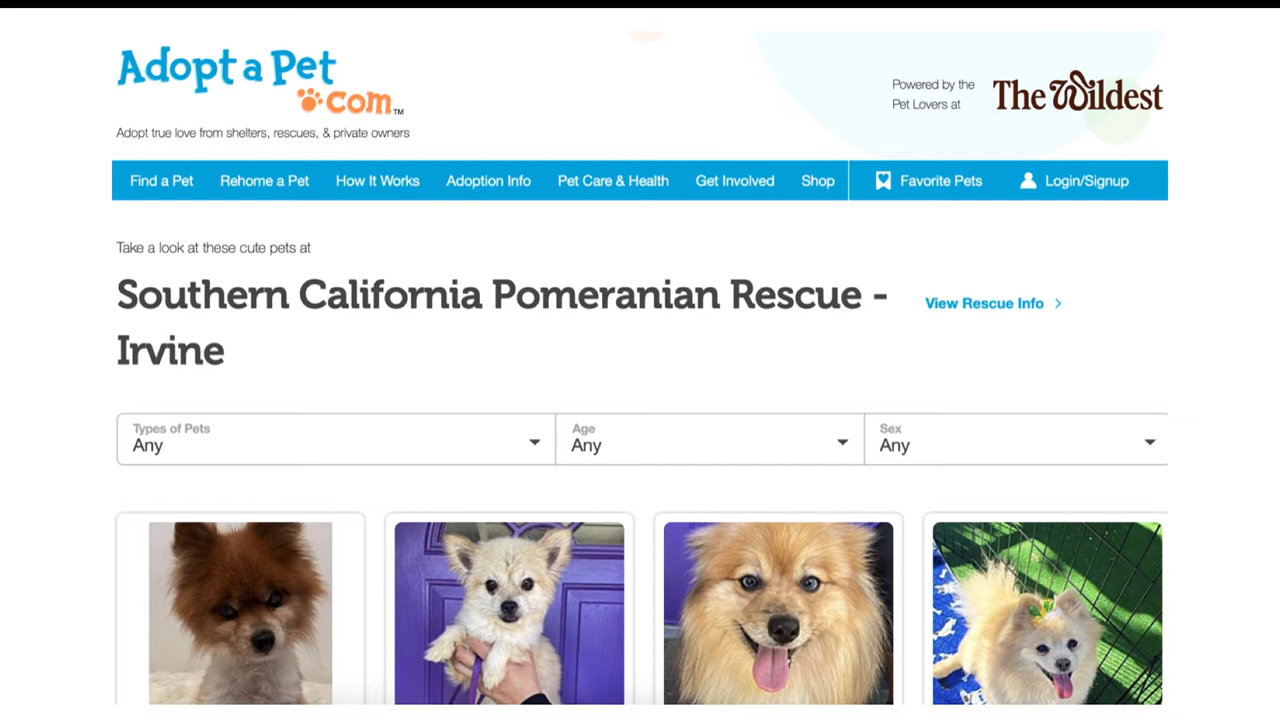 Adopt a Pet
.com™
Adopt true love from shelters, rescues, & private owners
Powered by the
Pet Lovers at
The Wildest
Find a Pet Rehome a Pet How It Works Adoption Info Pet Care & Health Get Involved Shop Favorite Pets Login/Signup
Take a look at these cute pets at
Southern California Pomeranian Rescue -
Irvine
View Rescue Info >
Types of Pets Age Sex
Any Any Any